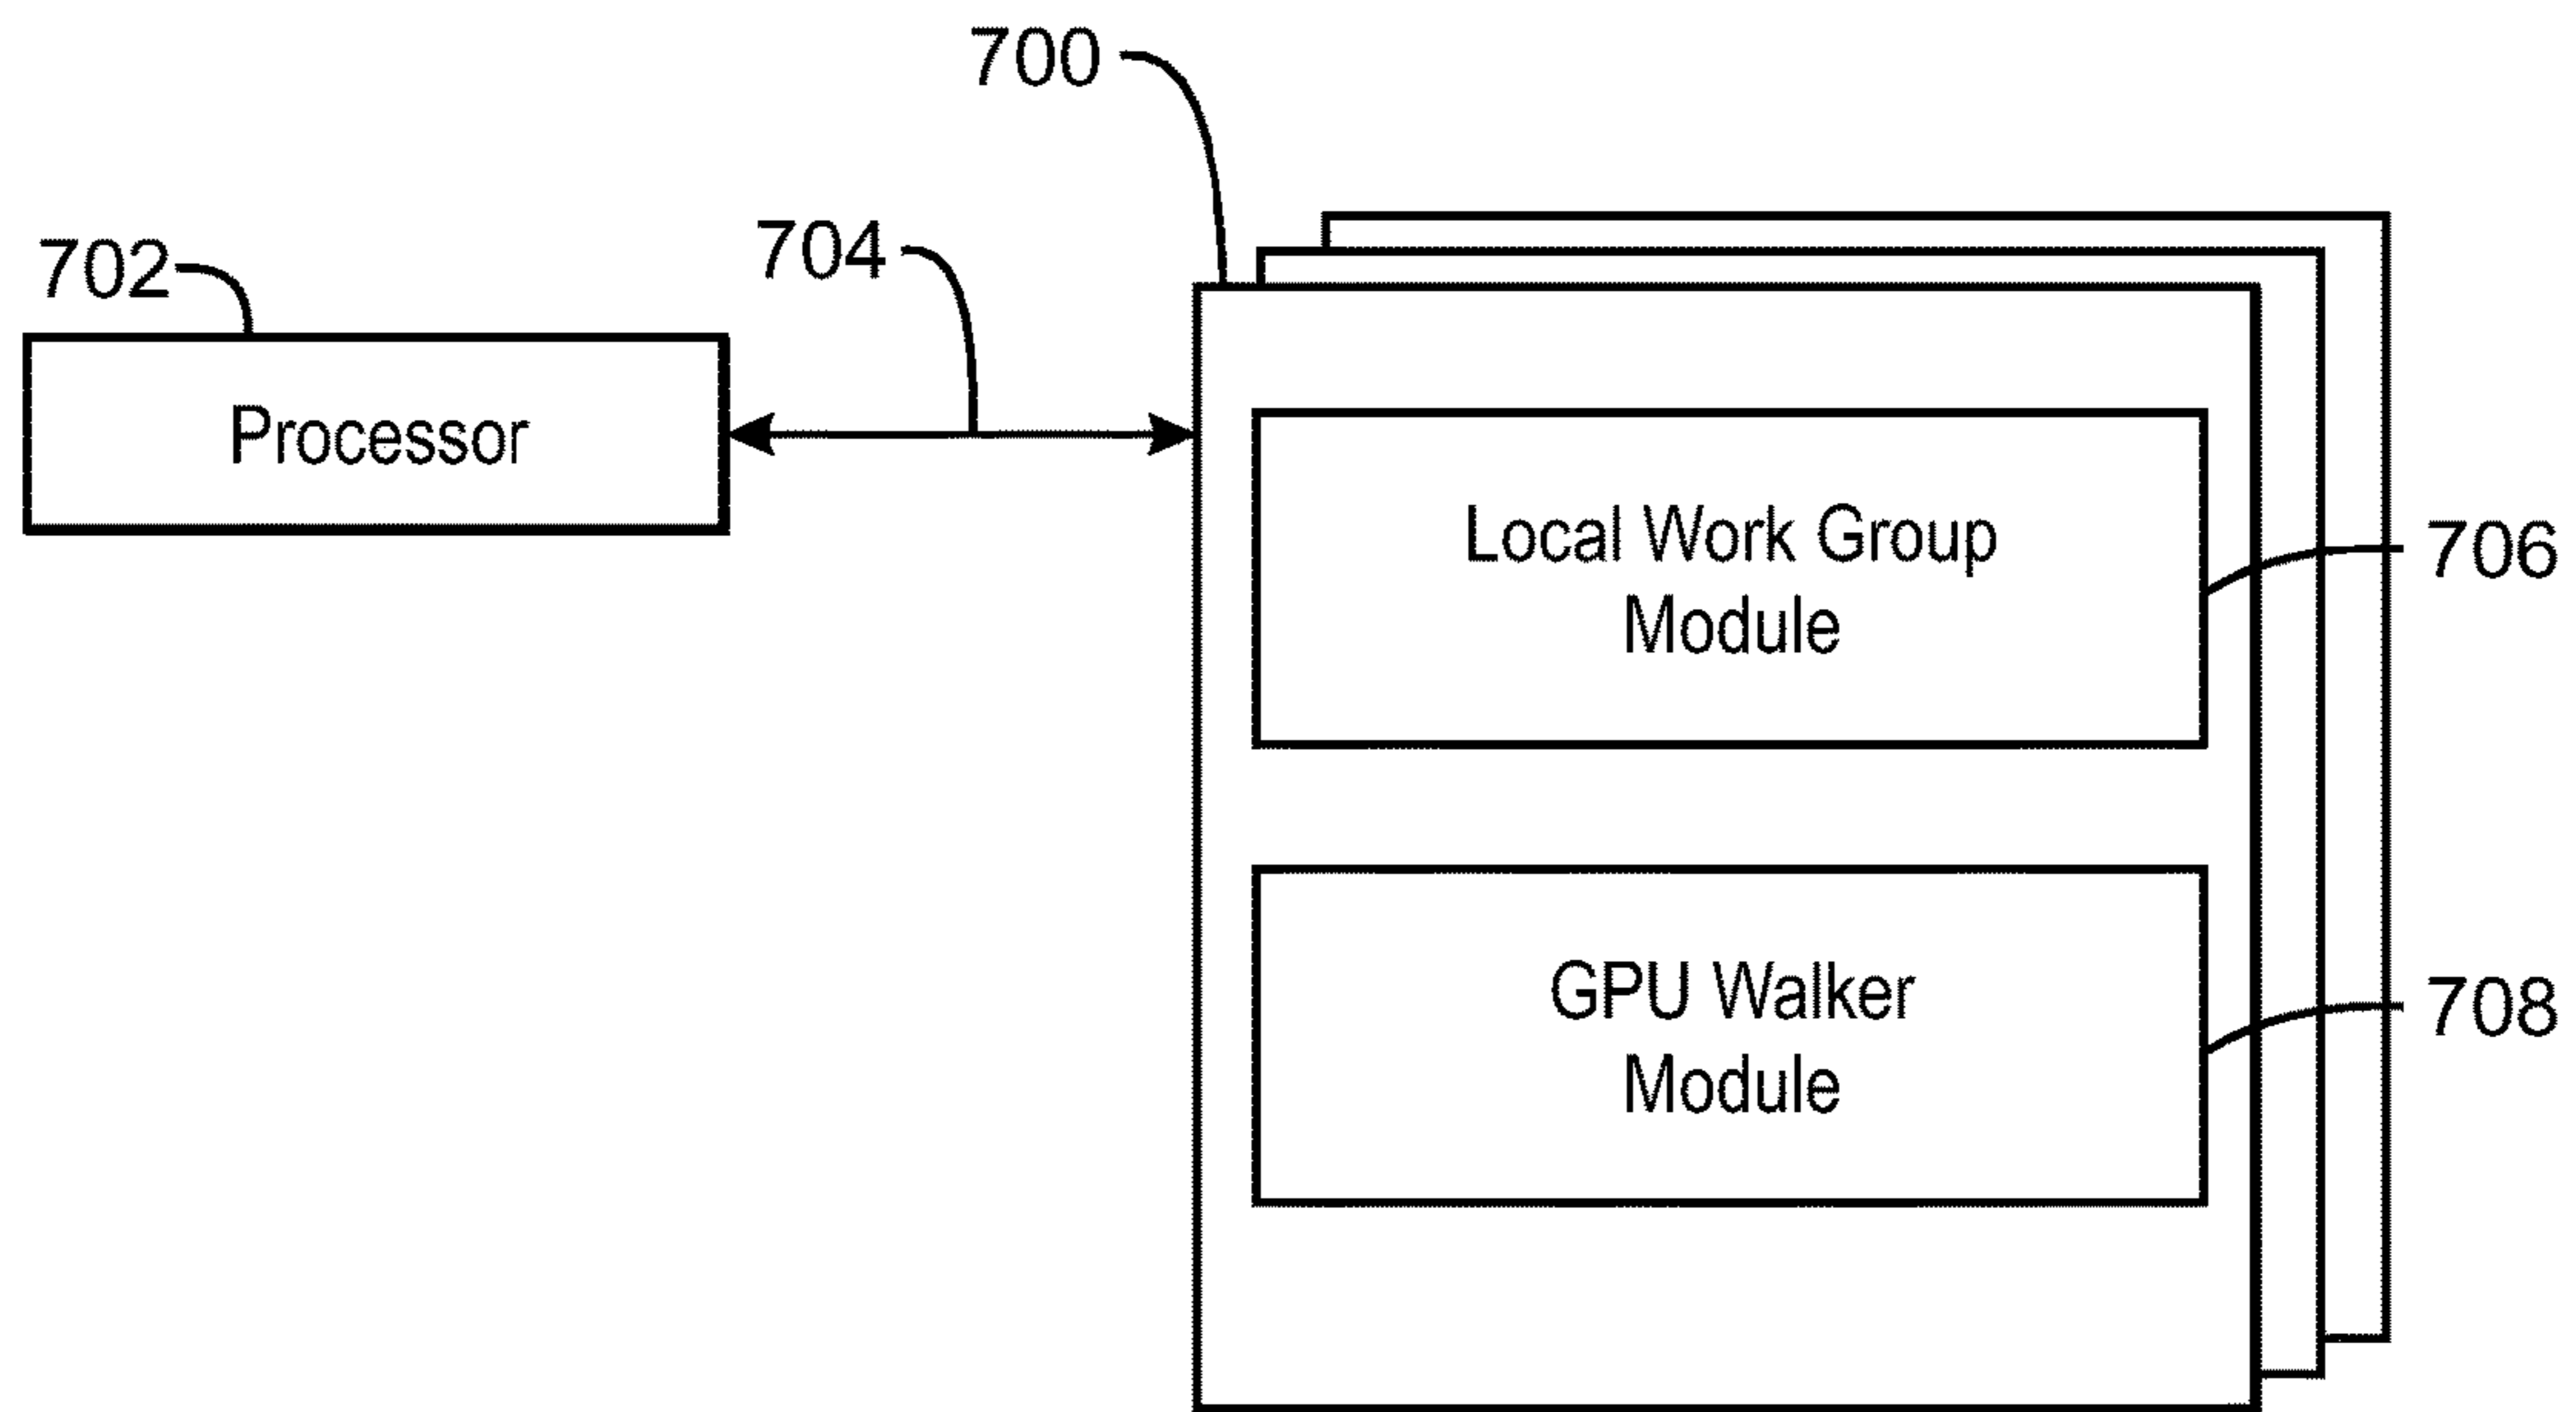 700
704
702
Processor
Local Work Group
Module
706
GPU Walker
Module
708